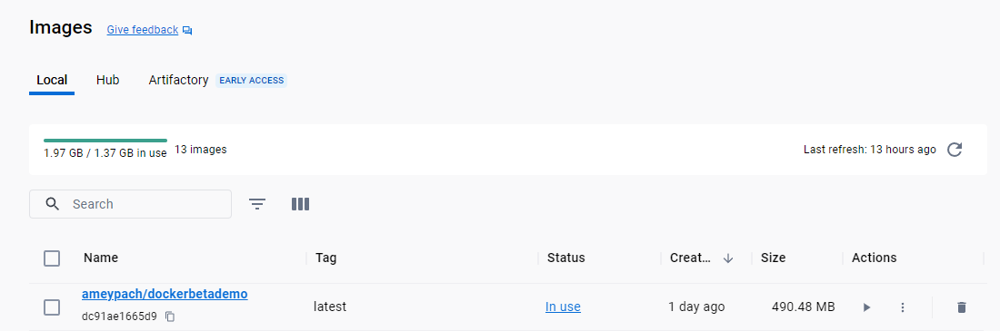 Images Give feedback
Local Hub Artifactory EARLY ACCESS
1.97 GB / 1.37 GB in use 13 images Last refresh: 13 hours ago
Search
Name Tag Status Creat... Size Actions
ameypach/dockerbetademo
dc91ae1665d9
latest In use 1 day ago 490.48 MB